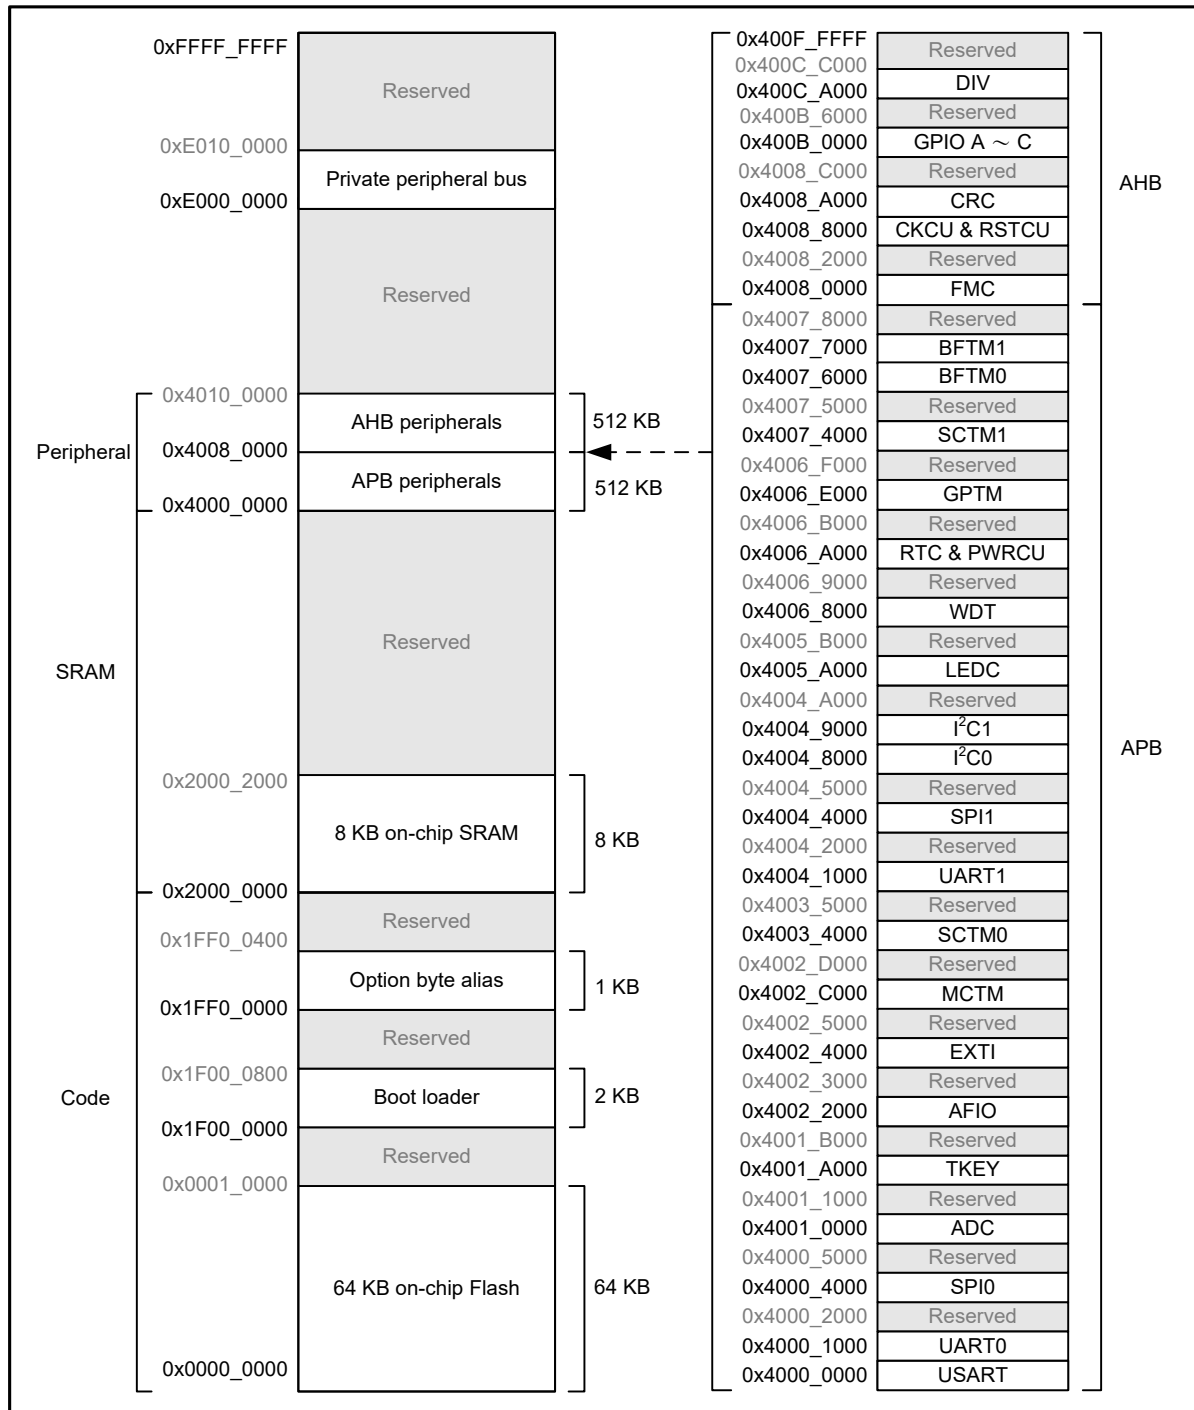 0xFFFF_FFFF
Reserved
0xE010_0000
Private peripheral bus
0xE000_0000
Reserved
0x4010_0000
AHB peripherals
512 KB
Peripheral
0x4008_0000
APB peripherals
512 KB
0x4000_0000
Reserved
SRAM
0x2000_2000
8 KB on-chip SRAM
8 KB
0x2000_0000
Reserved
0x1FF0_0400
Option byte alias
1 KB
0x1FF0_0000
Reserved
0x1F00_0800
Code
Boot loader
2 KB
0x1F00_0000
Reserved
0x0001_0000
64 KB on-chip Flash
64 KB
0x0000_0000
0x400F_FFFF
Reserved
0x400C_C000
0x400C_A000 DIV
0x400B_6000 Reserved
0x400B_0000 GPIO A ～ C
0x4008_C000 Reserved
AHB
0x4008_A000 CRC
0x4008_8000 CKCU & RSTCU
0x4008_2000 Reserved
0x4008_0000 FMC
0x4007_8000 Reserved
0x4007_7000 BFTM1
0x4007_6000 BFTM0
0x4007_5000 Reserved
0x4007_4000 SCTM1
0x4006_F000 Reserved
0x4006_E000 GPTM
0x4006_B000 Reserved
0x4006_A000 RTC & PWRCU
0x4006_9000 Reserved
0x4006_8000 WDT
0x4005_B000 Reserved
0x4005_A000 LEDC
0x4004_A000 Reserved
0x4004_9000 I²C1
APB
0x4004_8000 I²C0
0x4004_5000 Reserved
0x4004_4000 SPI1
0x4004_2000 Reserved
0x4004_1000 UART1
0x4003_5000 Reserved
0x4003_4000 SCTM0
0x4002_D000 Reserved
0x4002_C000 MCTM
0x4002_5000 Reserved
0x4002_4000 EXTI
0x4002_3000 Reserved
0x4002_2000 AFIO
0x4001_B000 Reserved
0x4001_A000 TKEY
0x4001_1000 Reserved
0x4001_0000 ADC
0x4000_5000 Reserved
0x4000_4000 SPI0
0x4000_2000 Reserved
0x4000_1000 UART0
0x4000_0000 USART